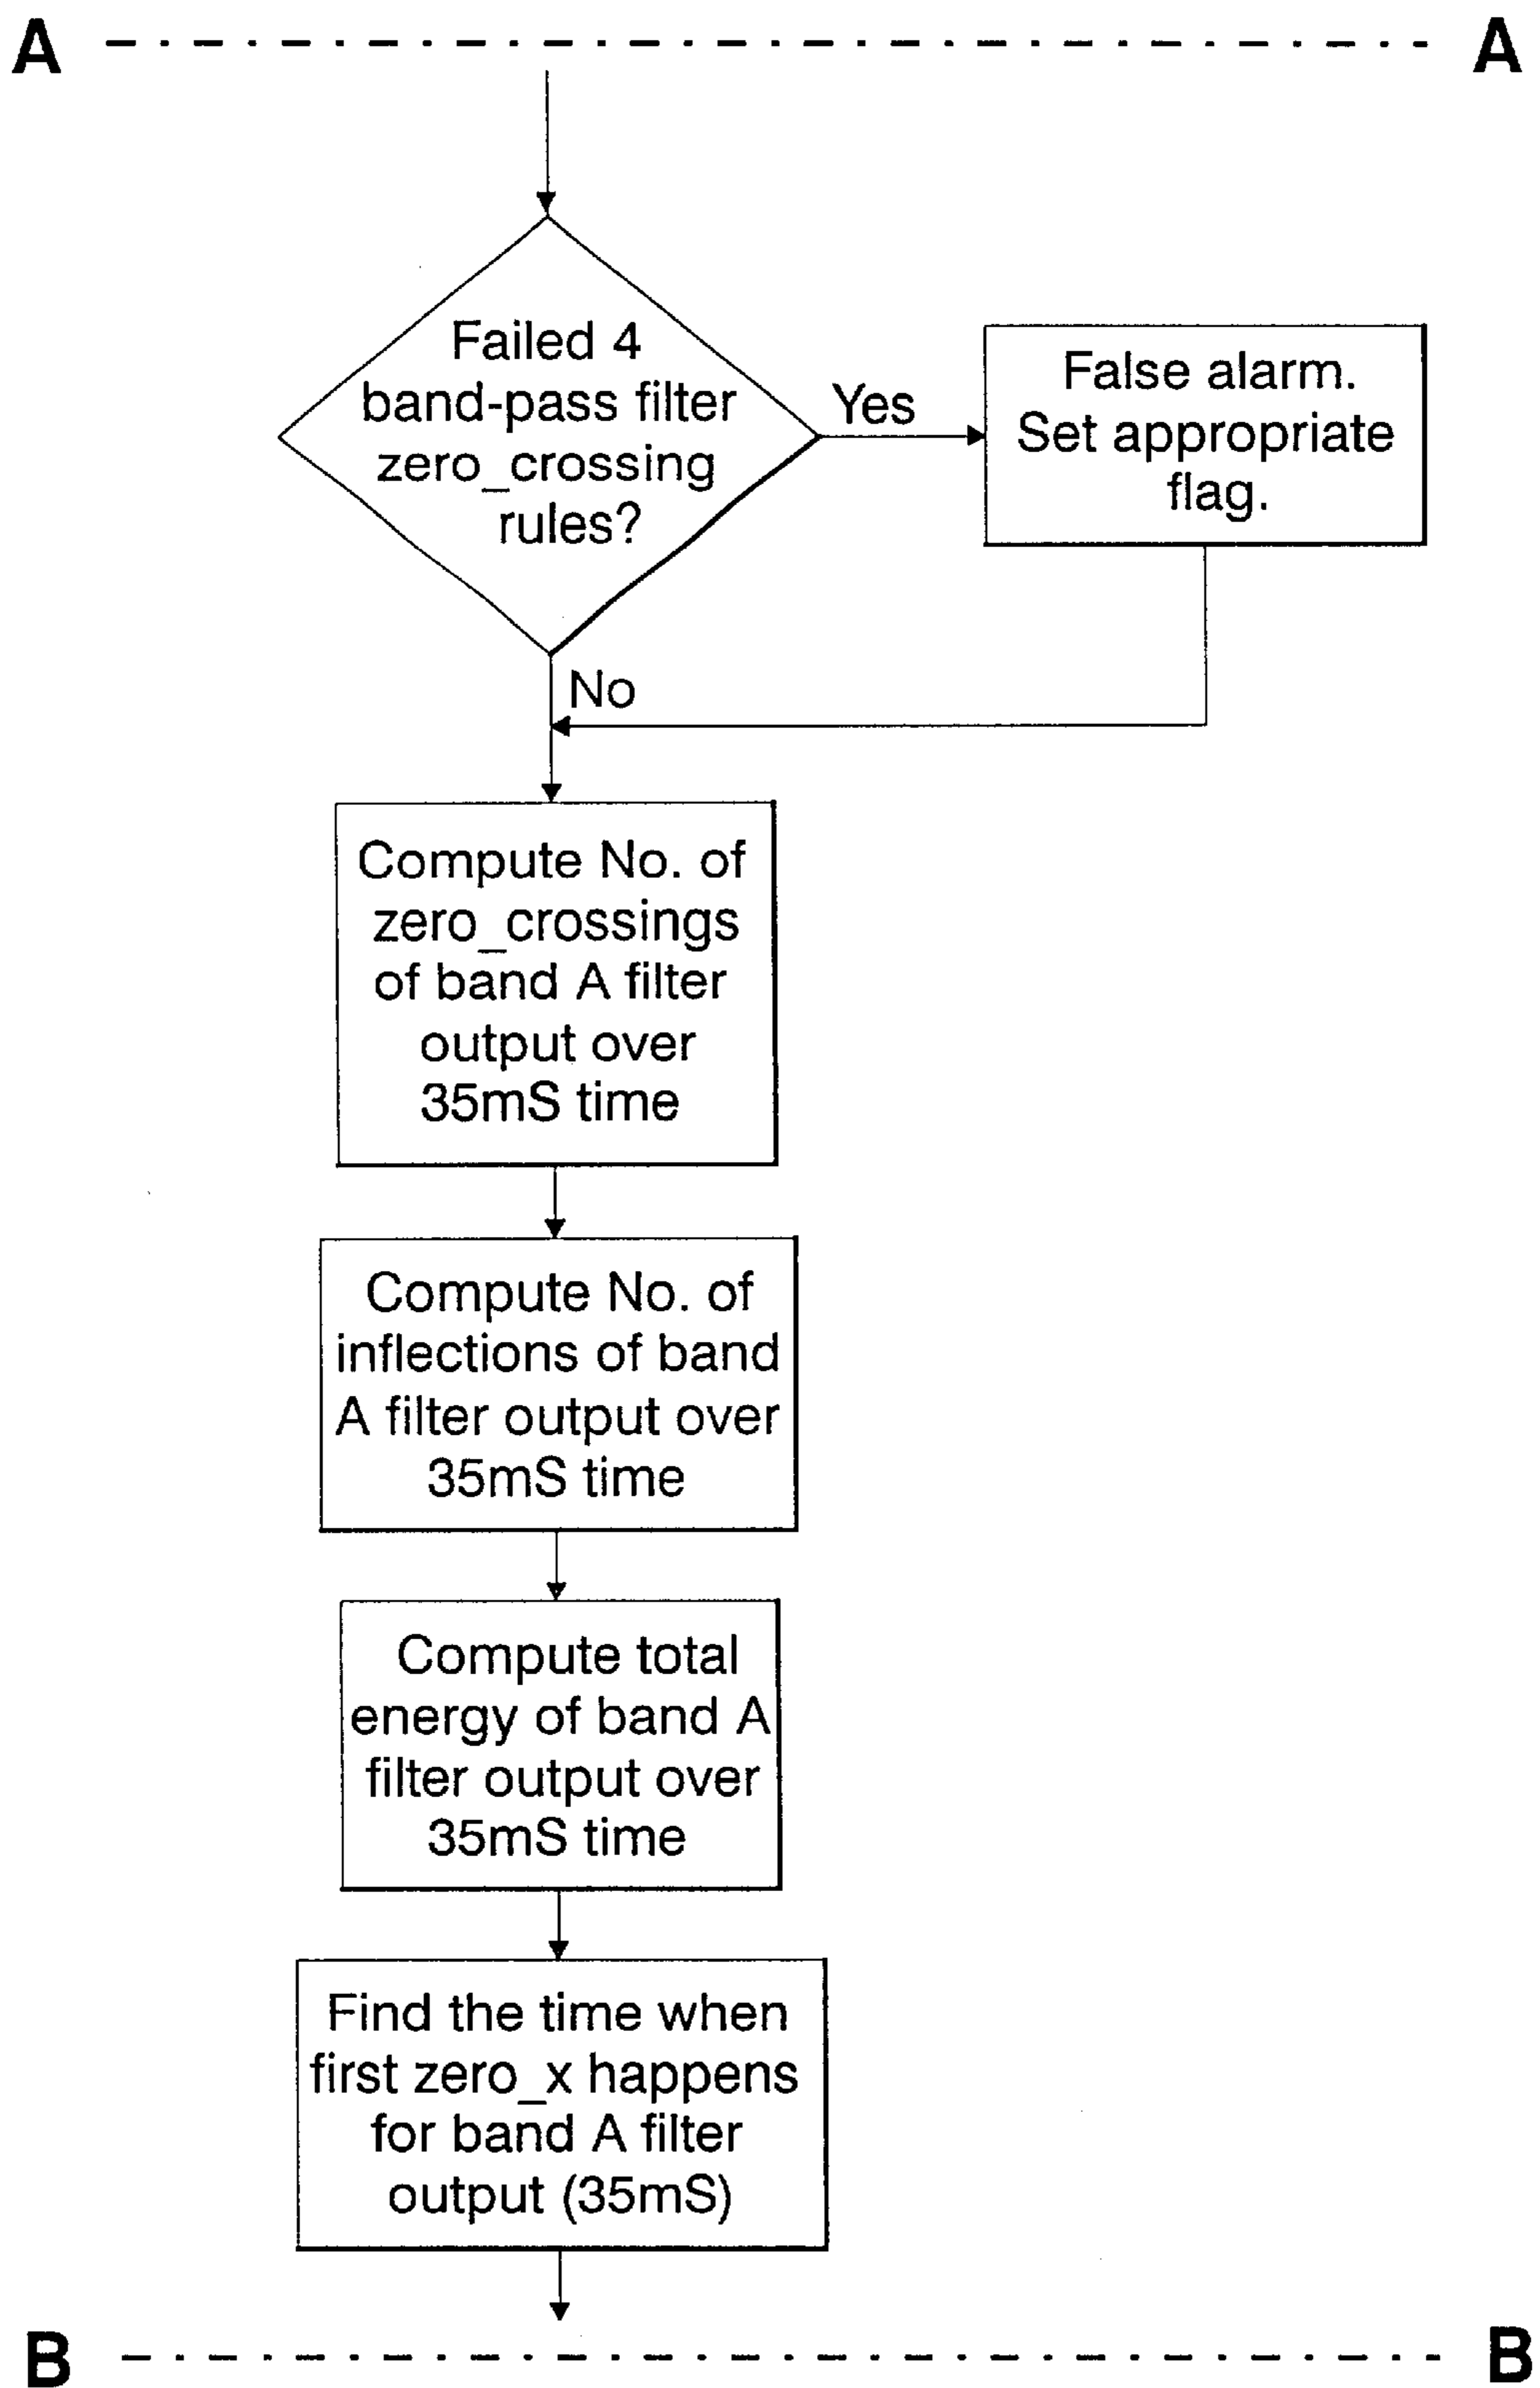 A A
Failed 4
band-pass filter
zero_crossing
rules?
Yes
False alarm.
Set appropriate
flag.
No
Compute No. of
zero_crossings
of band A filter
output over
35mS time
Compute No. of
inflections of band
A filter output over
35mS time
Compute total
energy of band A
filter output over
35mS time
Find the time when
first zero_x happens
for band A filter
output (35mS)
B B